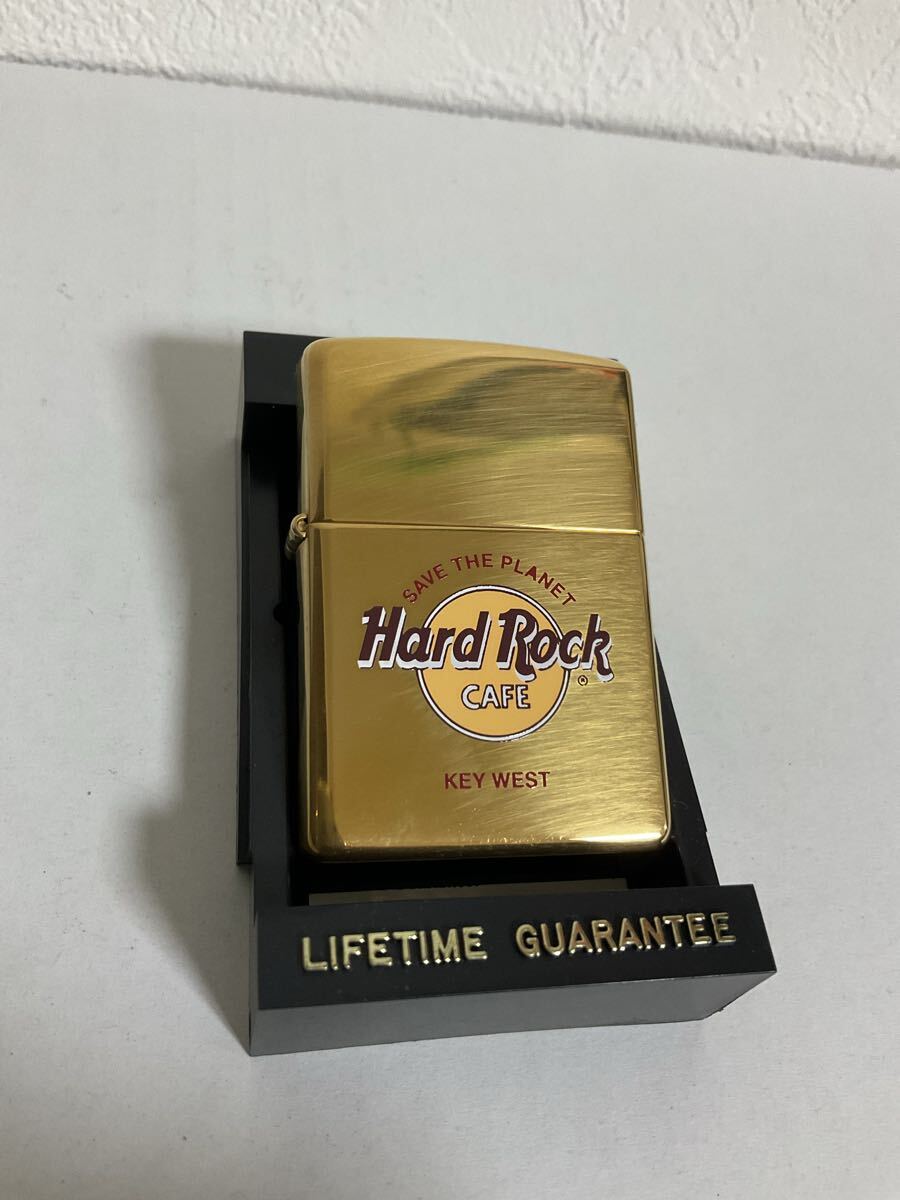 SAVE THE PLANET
Hard Rock
®
CAFE
KEY WEST
LIFETIME GUARANTEE